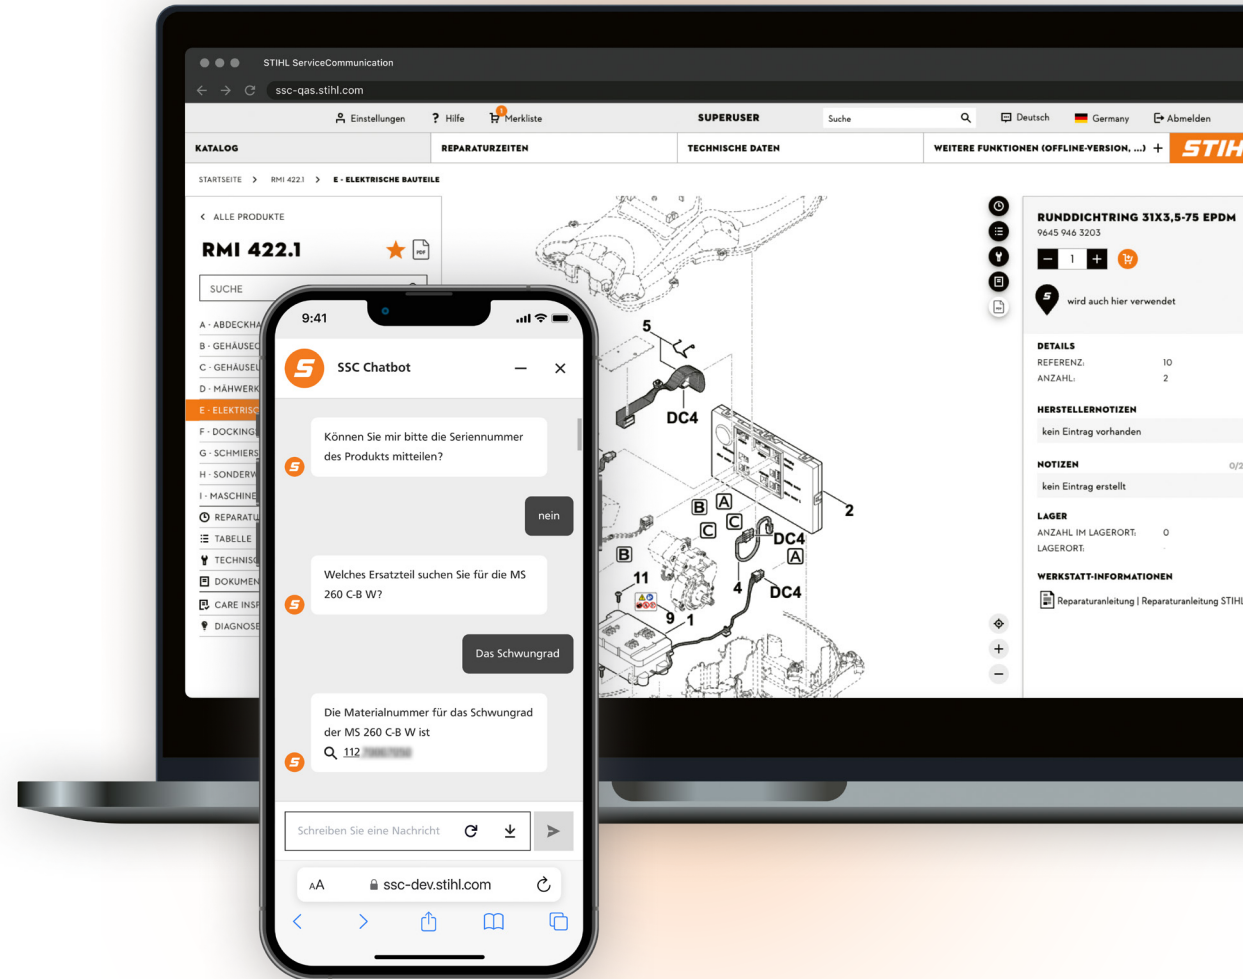 STIHL ServiceCommunication
ssc-qas.stihl.com
Einstellungen ? Hilfe 1 Merkliste SUPERUSER Suche Deutsch Germany Abmelden
KATALOG REPARATURZEITEN TECHNISCHE DATEN WEITERE FUNKTIONEN (OFFLINE-VERSION, ...) + STIH
STARTSEITE > RMI 422.1 > E - ELEKTRISCHE BAUTEILE
< ALLE PRODUKTE
RMI 422.1
PDF
SUCHE
A - ABDECKHA
B - GEHÄUSEO
C - GEHÄUSEU
D - MÄHWERK
E - ELEKTRISC
F - DOCKING
G - SCHMIERS
H - SONDERW
I - MASCHINE
REPARATU
TABELLE
TECHNISC
DOKUMEN
CARE INSP
DIAGNOSE
5
DC4
2
B A
C C
DC4
B
A
11
4
DC4
9
1
RUNDDICHTRING 31X3,5-75 EPDM
9645 946 3203
− 1 +
wird auch hier verwendet
DETAILS
REFERENZ: 10
ANZAHL: 2
HERSTELLERNOTIZEN
kein Eintrag vorhanden
NOTIZEN 0/2
kein Eintrag erstellt
LAGER
ANZAHL IM LAGERORT: 0
LAGERORT: -
WERKSTATT-INFORMATIONEN
Reparaturanleitung | Reparaturanleitung STIHL
9:41
SSC Chatbot
Können Sie mir bitte die Seriennummer
des Produkts mitteilen?
nein
Welches Ersatzteil suchen Sie für die MS
260 C-B W?
Das Schwungrad
Die Materialnummer für das Schwungrad
der MS 260 C-B W ist
112
Schreiben Sie eine Nachricht
AA ssc-dev.stihl.com